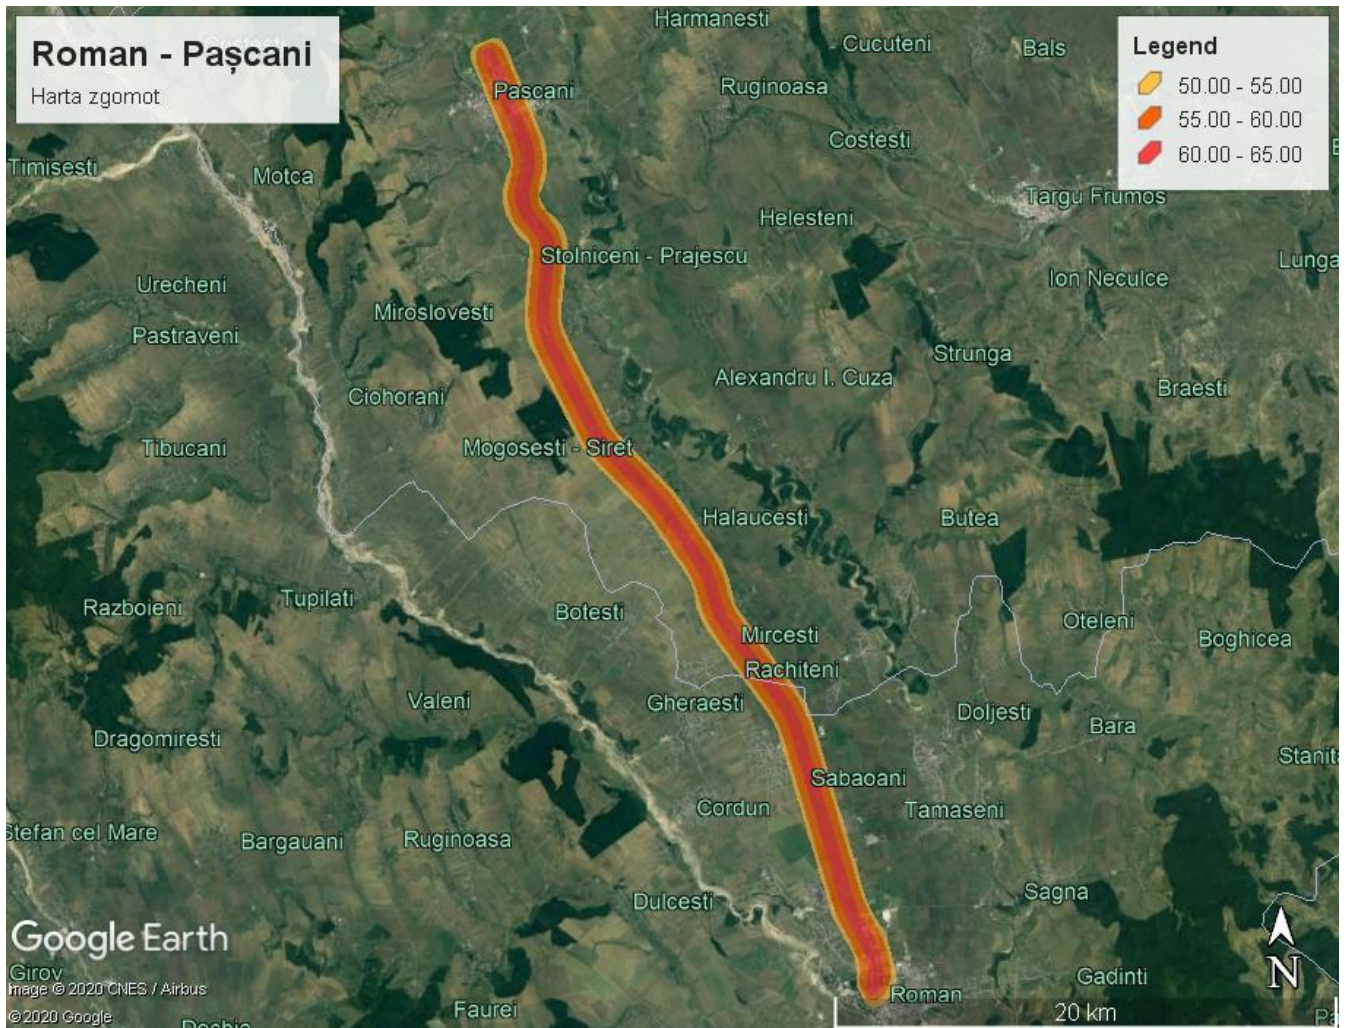 Roman - Pașcani
Harta zgomot
Legend
50.00 - 55.00
55.00 - 60.00
60.00 - 65.00
Harmanesti
Cucuteni
Bals
Pascani
Ruginoasa
Costesti
Timisesti
Motca
Targu Frumos
Helesteni
Stolniceni - Prajescu
Lunga
Ion Neculce
Urecheni
Miroslovesti
Pastraveni
Strunga
Alexandru I. Cuza
Braesti
Ciohorani
Tibucani
Mogosesti - Siret
Halaucesti
Butea
Razboieni
Tupilati
Botesti
Oteleni
Mircesti
Boghicea
Rachiteni
Valeni
Gheraesti
Doljesti
Bara
Dragomiresti
Stanita
Sabaoani
Cordun
Tamaseni
Stefan cel Mare
Bargauani
Ruginoasa
Sagna
Dulcesti
Google Earth
N
Girov
Gadinti
Image © 2020 CNES / Airbus
Roman
Faurei
20 km
© 2020 Google